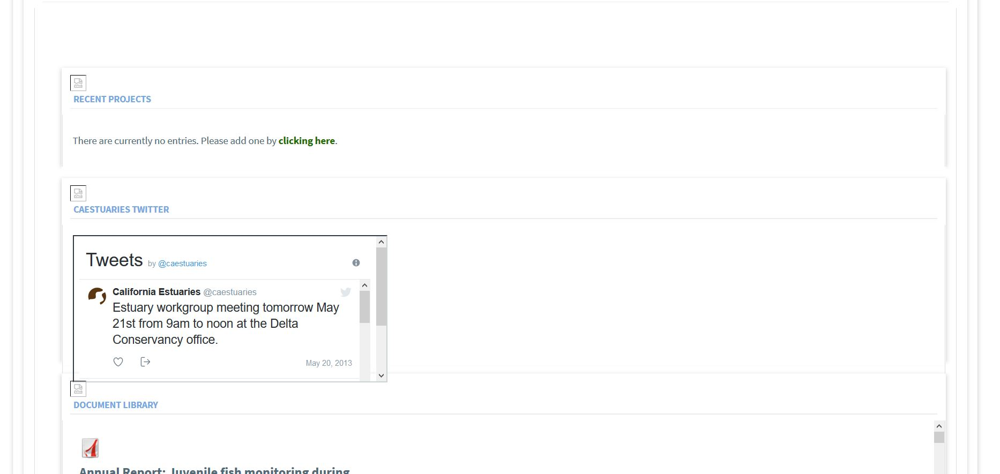 RECENT PROJECTS
There are currently no entries. Please add one by clicking here.
CAESTUARIES TWITTER
Tweets by @caestuaries
California Estuaries @caestuaries
Estuary workgroup meeting tomorrow May
21st from 9am to noon at the Delta
Conservancy office.
May 20, 2013
DOCUMENT LIBRARY
Annual Report: Juvenile fish monitoring during